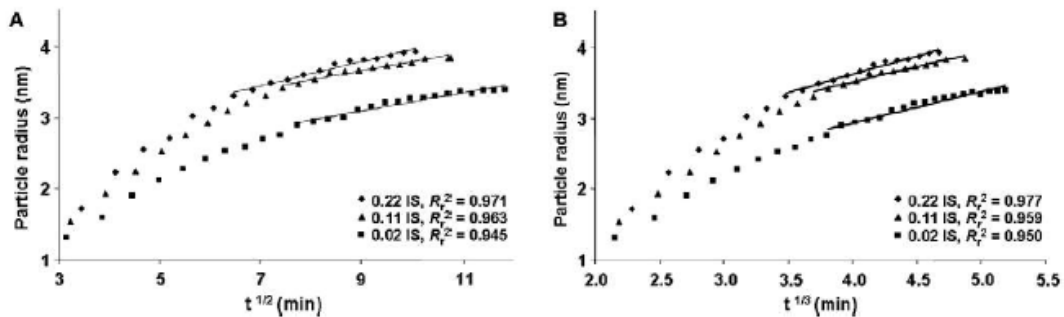 A
Particle radius (nm)
4
3
2
1
3
5
7
9
11
t 1/2 (min)
0.22 IS, Rr2 = 0.971
0.11 IS, Rr2 = 0.963
0.02 IS, Rr2 = 0.945
B
Particle radius (nm)
4
3
2
1
2.0
2.5
3.0
3.5
4.0
4.5
5.0
5.5
t 1/3 (min)
0.22 IS, Rr2 = 0.977
0.11 IS, Rr2 = 0.959
0.02 IS, Rr2 = 0.950